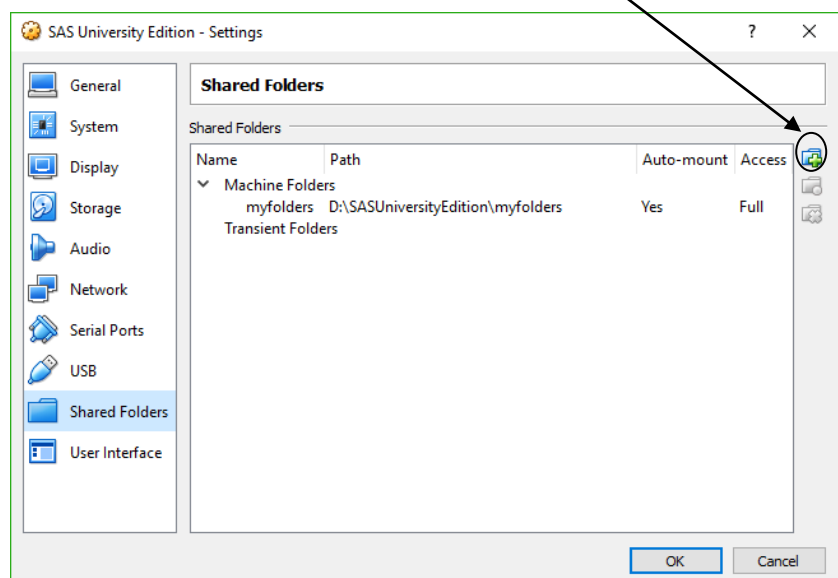 SAS University Edition - Settings ? ×
General
System
Display
Storage
Audio
Network
Serial Ports
USB
Shared Folders
User Interface
Shared Folders
Shared Folders
Name Path Auto-mount Access
Machine Folders
myfolders D:\SASUniversityEdition\myfolders Yes Full
Transient Folders
OK Cancel